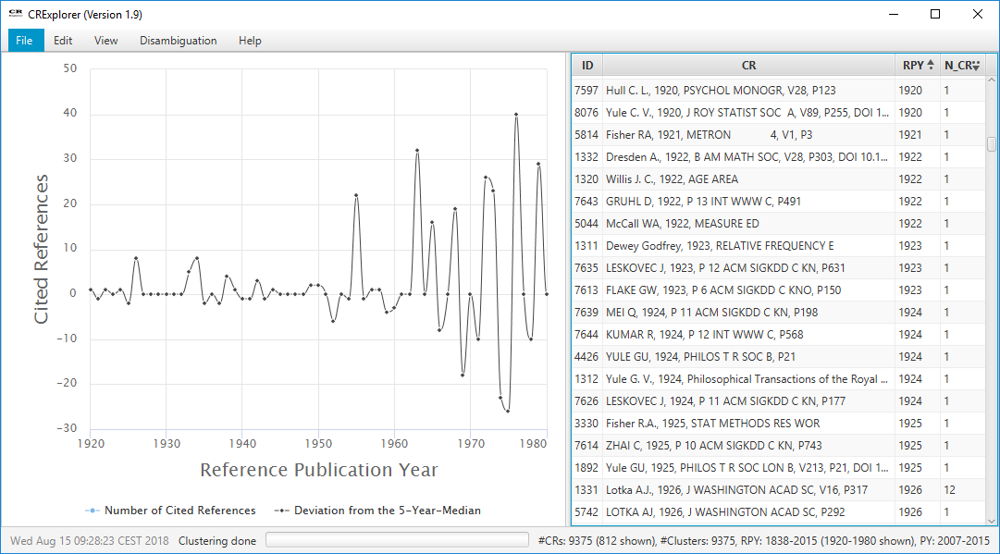 CR CRExplorer (Version 1.9)
File Edit View Disambiguation Help
50
40
30
20
10
0
-10
-20
-30
Cited References
1920 1930 1940 1950 1960 1970 1980
Reference Publication Year
Number of Cited References Deviation from the 5-Year-Median
ID CR RPY N_CR
7597 Hull C. L., 1920, PSYCHOL MONOGR, V28, P123 1920 1
8076 Yule C. V., 1920, J ROY STATIST SOC A, V89, P255, DOI 1... 1920 1
5814 Fisher RA, 1921, METRON 4, V1, P3 1921 1
1332 Dresden A., 1922, B AM MATH SOC, V28, P303, DOI 10.1... 1922 1
1320 Willis J. C., 1922, AGE AREA 1922 1
7643 GRUHL D, 1922, P 13 INT WWW C, P491 1922 1
5044 McCall WA, 1922, MEASURE ED 1922 1
1311 Dewey Godfrey, 1923, RELATIVE FREQUENCY E 1923 1
7635 LESKOVEC J, 1923, P 12 ACM SIGKDD C KN, P631 1923 1
7613 FLAKE GW, 1923, P 6 ACM SIGKDD C KNO, P150 1923 1
7639 MEI Q, 1924, P 11 ACM SIGKDD C KN, P198 1924 1
7644 KUMAR R, 1924, P 12 INT WWW C, P568 1924 1
4426 YULE GU, 1924, PHILOS T R SOC B, P21 1924 1
1312 Yule G. V., 1924, Philosophical Transactions of the Royal ... 1924 1
7626 LESKOVEC J, 1924, P 11 ACM SIGKDD C KN, P177 1924 1
3330 Fisher R.A., 1925, STAT METHODS RES WOR 1925 1
7614 ZHAI C, 1925, P 10 ACM SIGKDD C KN, P743 1925 1
1892 Yule GU, 1925, PHILOS T R SOC LON B, V213, P21, DOI 1... 1925 1
1331 Lotka A.J., 1926, J WASHINGTON ACAD SC, V16, P317 1926 12
5742 LOTKA AJ, 1926, J WASHINGTON ACAD SC, P292 1926 1
Wed Aug 15 09:28:23 CEST 2018 Clustering done #CRs: 9375 (812 shown), #Clusters: 9375, RPY: 1838-2015 (1920-1980 shown), PY: 2007-2015